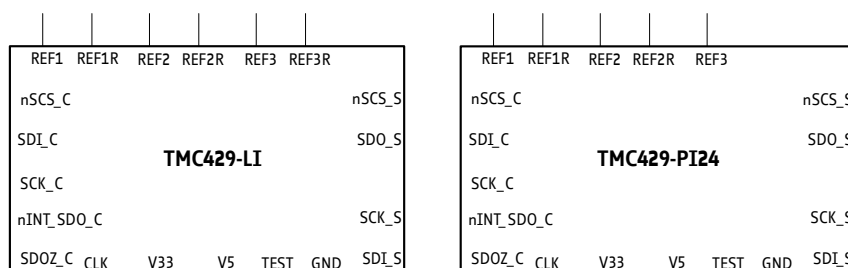 REF1 REF1R REF2 REF2R REF3 REF3R
nSCS_C nSCS_S
SDI_C SDO_S
TMC429-LI
SCK_C
nINT_SDO_C SCK_S
SDOZ_C CLK V33 V5 TEST GND SDI_S
REF1 REF1R REF2 REF2R REF3
nSCS_C nSCS_S
SDI_C SDO_S
TMC429-PI24
SCK_C
nINT_SDO_C SCK_S
SDOZ_C CLK V33 V5 TEST GND SDI_S